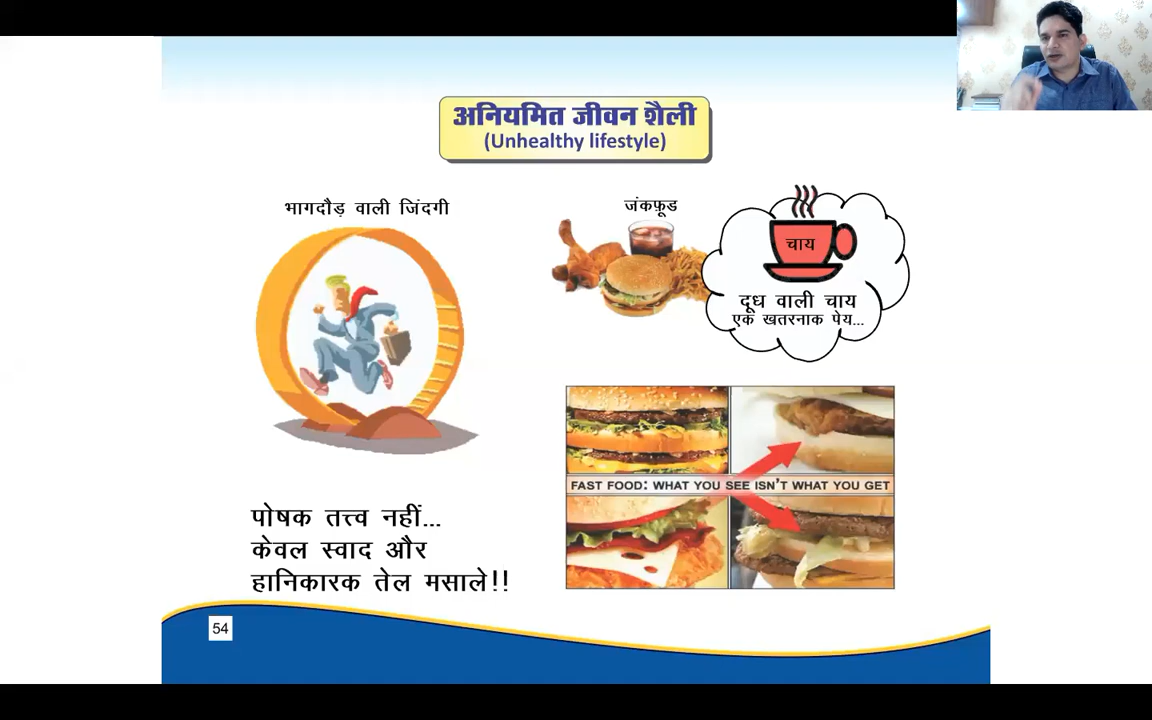 अनियमित जीवन शैली
(Unhealthy lifestyle)
भागदौड़ वाली जिंदगी
जंकफ़ूड
चाय
दूध वाली चाय
एक खतरनाक पेय...
FAST FOOD: WHAT YOU SEE ISN'T WHAT YOU GET
पोषक तत्त्व नहीं...
केवल स्वाद और
हानिकारक तेल मसाले!!
54